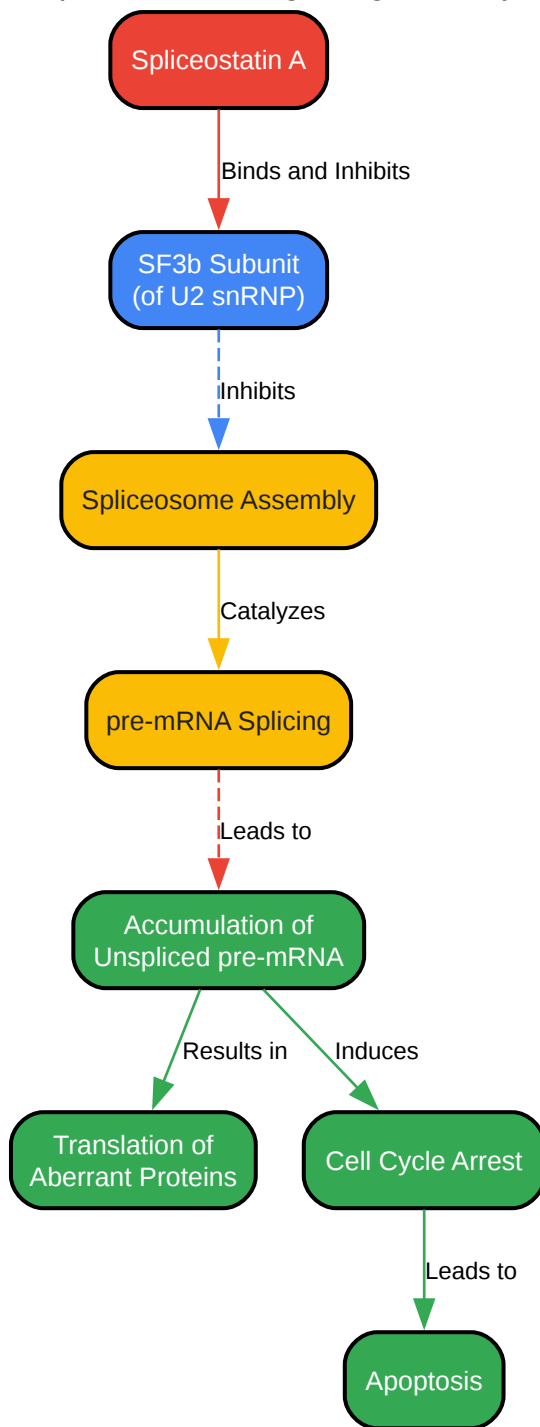 Spliceostatin A
Binds and Inhibits
SF3b Subunit
(of U2 snRNP)
Inhibits
Spliceosome Assembly
Catalyzes
pre-mRNA Splicing
Leads to
Accumulation of
Unspliced pre-mRNA
Results in
Induces
Translation of
Aberrant Proteins
Cell Cycle Arrest
Leads to
Apoptosis